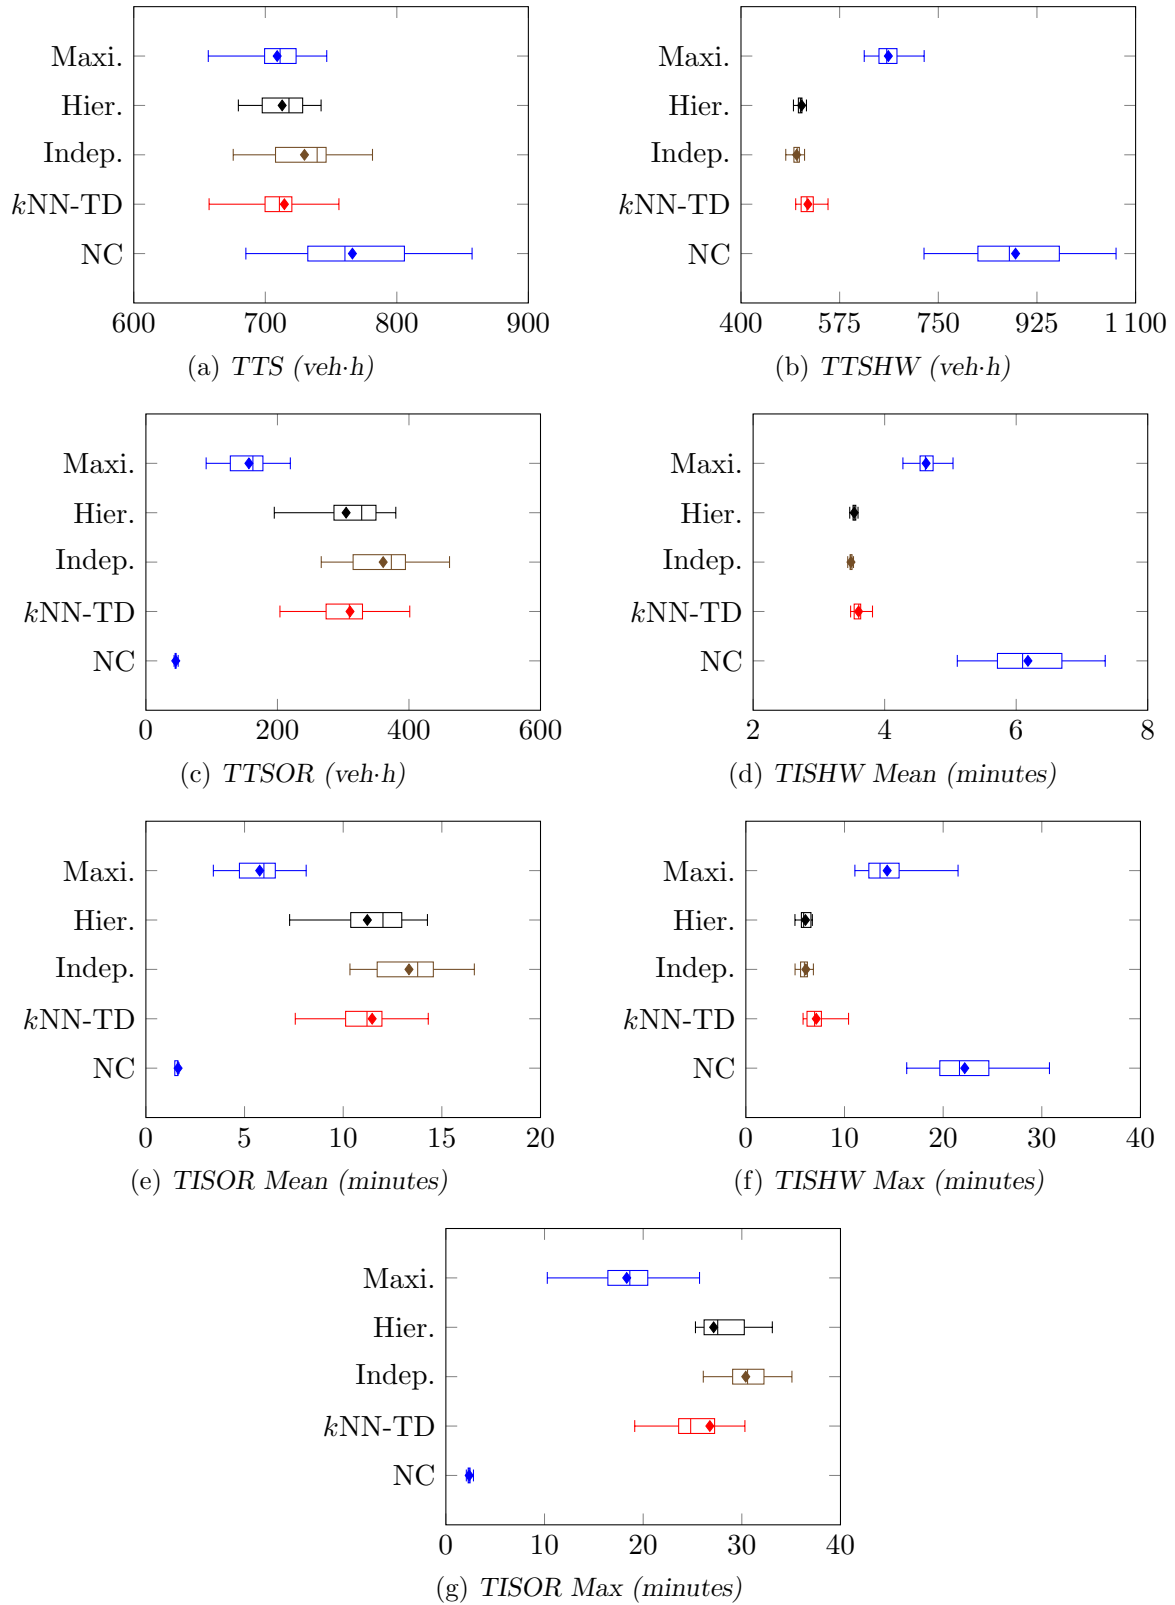 Maxi.
Hier.
Indep.
kNN-TD
NC
600 700 800 900
(a) TTS (veh·h)
Maxi.
Hier.
Indep.
kNN-TD
NC
400 575 750 925 1 100
(b) TTSHW (veh·h)
Maxi.
Hier.
Indep.
kNN-TD
NC
0 200 400 600
(c) TTSOR (veh·h)
Maxi.
Hier.
Indep.
kNN-TD
NC
2 4 6 8
(d) TISHW Mean (minutes)
Maxi.
Hier.
Indep.
kNN-TD
NC
0 5 10 15 20
(e) TISOR Mean (minutes)
Maxi.
Hier.
Indep.
kNN-TD
NC
0 10 20 30 40
(f) TISHW Max (minutes)
Maxi.
Hier.
Indep.
kNN-TD
NC
0 10 20 30 40
(g) TISOR Max (minutes)